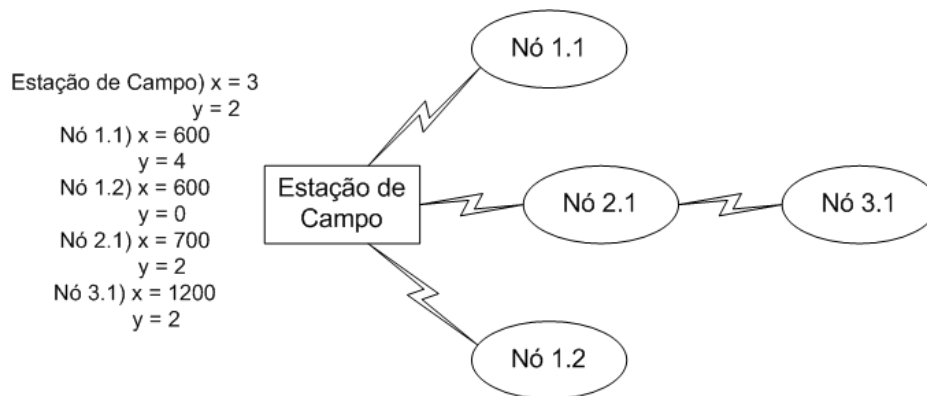 Estação de Campo) x = 3
y = 2
Nó 1.1) x = 600
y = 4
Nó 1.2) x = 600
y = 0
Nó 2.1) x = 700
y = 2
Nó 3.1) x = 1200
y = 2
Nó 1.1
Estação de
Campo
Nó 2.1
Nó 3.1
Nó 1.2